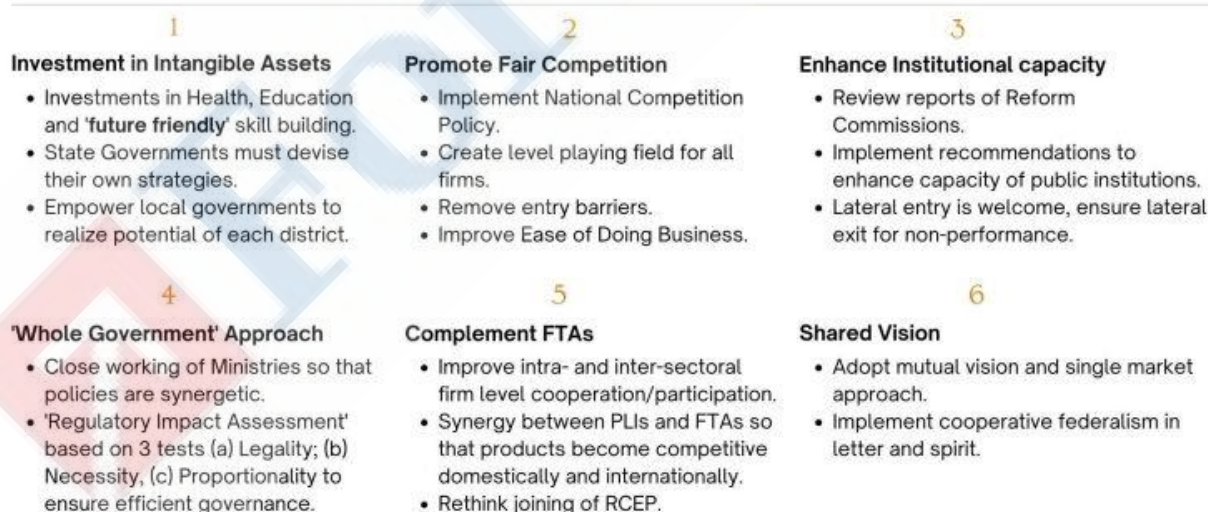 1
Investment in Intangible Assets
• Investments in Health, Education
and 'future friendly' skill building.
• State Governments must devise
their own strategies.
• Empower local governments to
realize potential of each district.
2
Promote Fair Competition
• Implement National Competition
Policy.
• Create level playing field for all
firms.
• Remove entry barriers.
• Improve Ease of Doing Business.
3
Enhance Institutional capacity
• Review reports of Reform
Commissions.
• Implement recommendations to
enhance capacity of public institutions.
• Lateral entry is welcome, ensure lateral
exit for non-performance.
4
'Whole Government' Approach
• Close working of Ministries so that
policies are synergetic.
• 'Regulatory Impact Assessment'
based on 3 tests (a) Legality; (b)
Necessity, (c) Proportionality to
ensure efficient governance.
5
Complement FTAs
• Improve intra- and inter-sectoral
firm level cooperation/participation.
• Synergy between PLIs and FTAs so
that products become competitive
domestically and internationally.
• Rethink joining of RCEP.
6
Shared Vision
• Adopt mutual vision and single market
approach.
• Implement cooperative federalism in
letter and spirit.